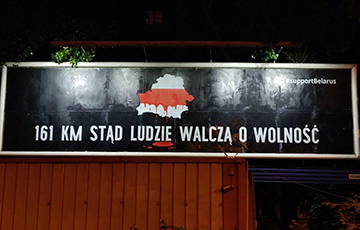 #supportBelarus
161 KM STĄD LUDZIE WALCZĄ O WOLNOŚĆ